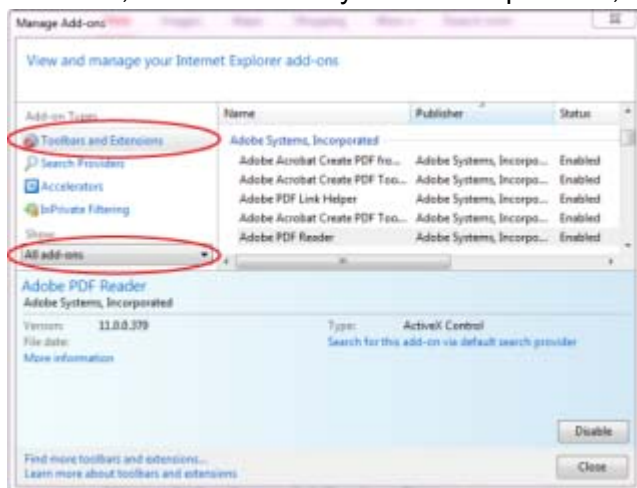 Manage Add-ons
View and manage your Internet Explorer add-ons
Add-on Types
Name Publisher Status
Toolbars and Extensions
Adobe Systems, Incorporated
Search Providers
Adobe Acrobat Create PDF fro... Adobe Systems, Incorpo... Enabled
Accelerators
Adobe Acrobat Create PDF Too... Adobe Systems, Incorpo... Enabled
InPrivate Filtering
Adobe PDF Link Helper Adobe Systems, Incorpo... Enabled
Adobe Acrobat Create PDF Too... Adobe Systems, Incorpo... Enabled
Show:
Adobe PDF Reader Adobe Systems, Incorpo... Enabled
All add-ons
Adobe PDF Reader
Adobe Systems, Incorporated
Version: 11.0.0.379 Type: ActiveX Control
File date: Search for this add-on via default search provider
More information
Disable
Find more toolbars and extensions...
Learn more about toolbars and extensions
Close